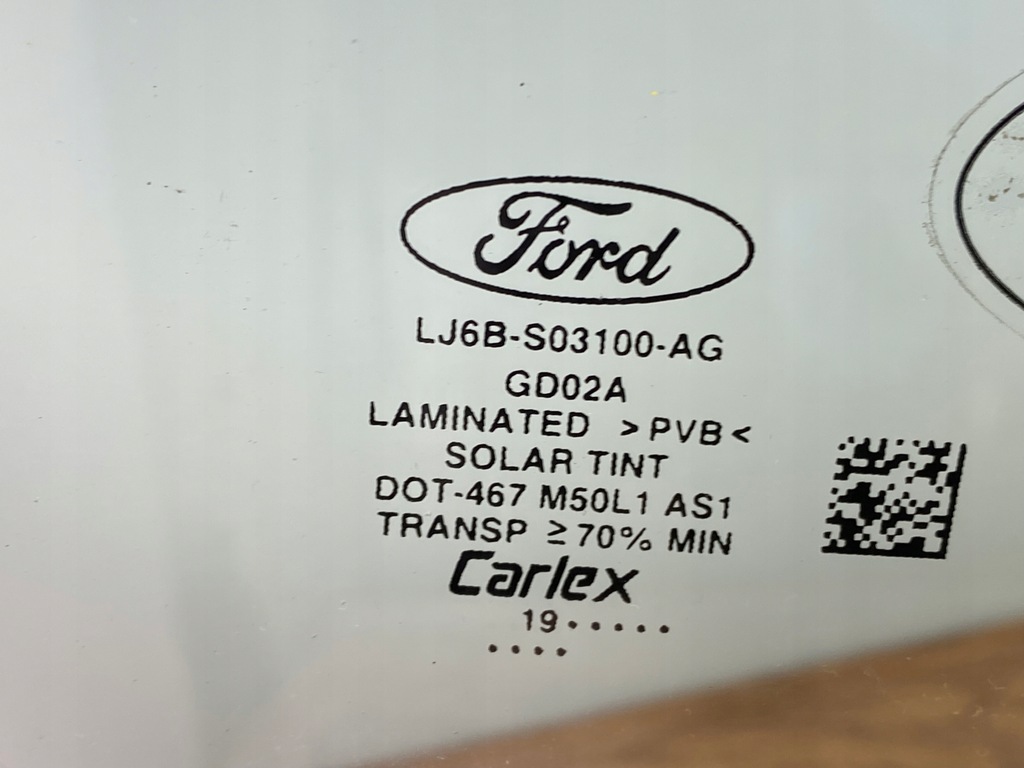 Ford
LJ6B-S03100-AG
GD02A
LAMINATED >PVB<
SOLAR TINT
DOT-467 M50L1 AS1
TRANSP ≥70% MIN
Carlex
19.....
....